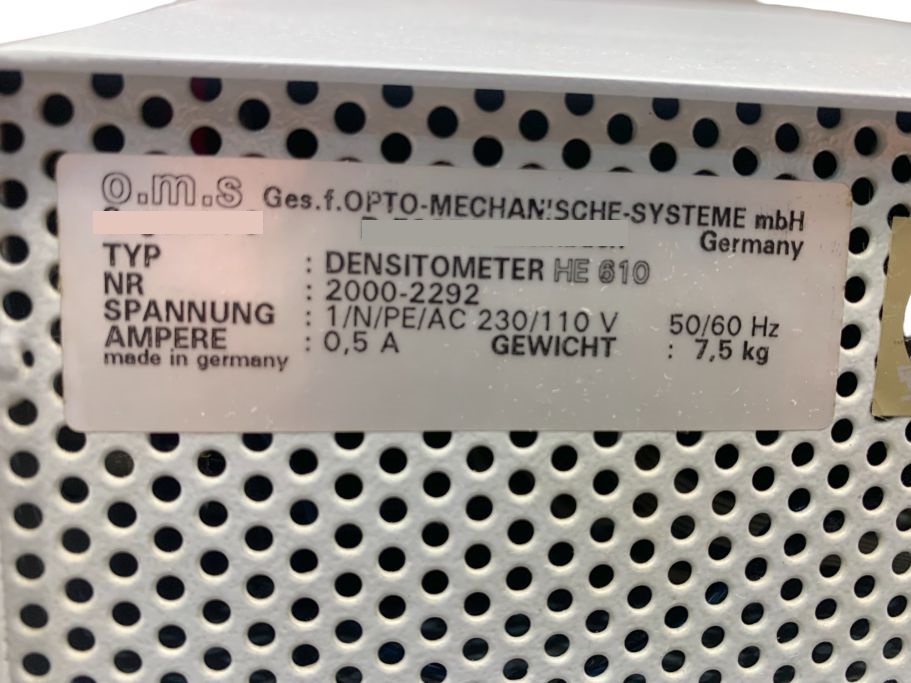 o.m.s Ges.f.OPTO-MECHANISCHE-SYSTEME mbH
Germany
TYP : DENSITOMETER HE 610
NR : 2000-2292
SPANNUNG : 1/N/PE/AC 230/110 V 50/60 Hz
AMPERE : 0,5 A GEWICHT : 7,5 kg
made in germany